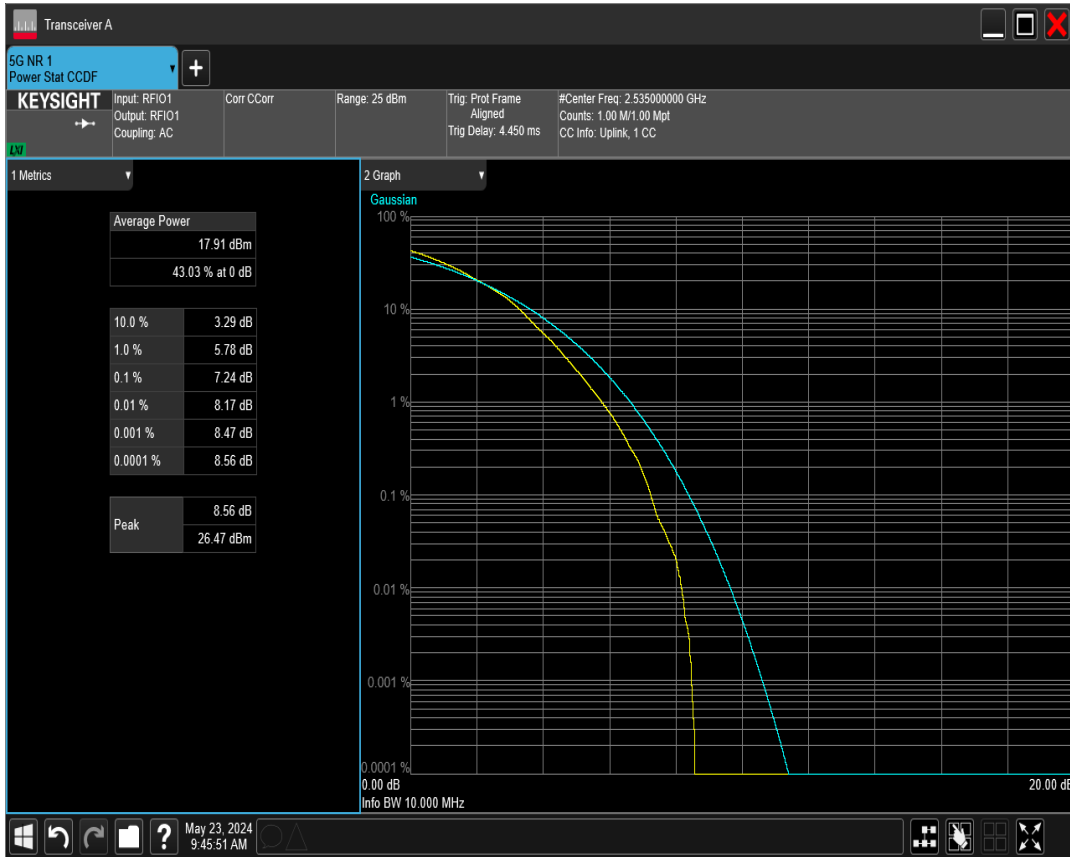 Transceiver A
5G NR 1
Power Stat CCDF
KEYSIGHT
LXI
Input: RFIO1
Output: RFIO1
Coupling: AC
Corr CCorr
Range: 25 dBm
Trig: Prot Frame
Aligned
Trig Delay: 4.450 ms
#Center Freq: 2.535000000 GHz
Counts: 1.00 M/1.00 Mpt
CC Info: Uplink, 1 CC
1 Metrics
Average Power
17.91 dBm
43.03 % at 0 dB
10.0 % 3.29 dB
1.0 % 5.78 dB
0.1 % 7.24 dB
0.01 % 8.17 dB
0.001 % 8.47 dB
0.0001 % 8.56 dB
Peak 8.56 dB
26.47 dBm
2 Graph
Gaussian
100 %
10 %
1 %
0.1 %
0.01 %
0.001 %
0.0001 %
0.00 dB 20.00 dB
Info BW 10.000 MHz
?
May 23, 2024
9:45:51 AM